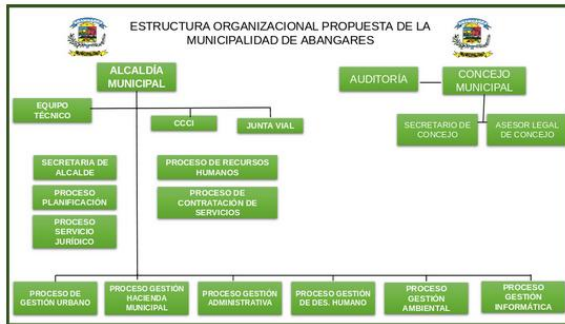 ESTRUCTURA ORGANIZACIONAL PROPUESTA DE LA
MUNICIPALIDAD DE ABANGARES
ALCALDÍA
MUNICIPAL
AUDITORÍA
CONCEJO
MUNICIPAL
EQUIPO
TÉCNICO
CCCI
JUNTA VIAL
SECRETARIO DE
CONCEJO
ASESOR LEGAL
DE CONCEJO
SECRETARIA DE
ALCALDE
PROCESO DE RECURSOS
HUMANOS
PROCESO
PLANIFICACIÓN
PROCESO DE
CONTRATACIÓN DE
SERVICIOS
PROCESO
SERVICIO
JURÍDICO
PROCESO DE
GESTIÓN URBANO
PROCESO GESTIÓN
HACIENDA
MUNICIPAL
PROCESO GESTIÓN
ADMINISTRATIVA
PROCESO GESTIÓN
DE DES. HUMANO
PROCESO
GESTIÓN
AMBIENTAL
PROCESO
GESTIÓN
INFORMÁTICA